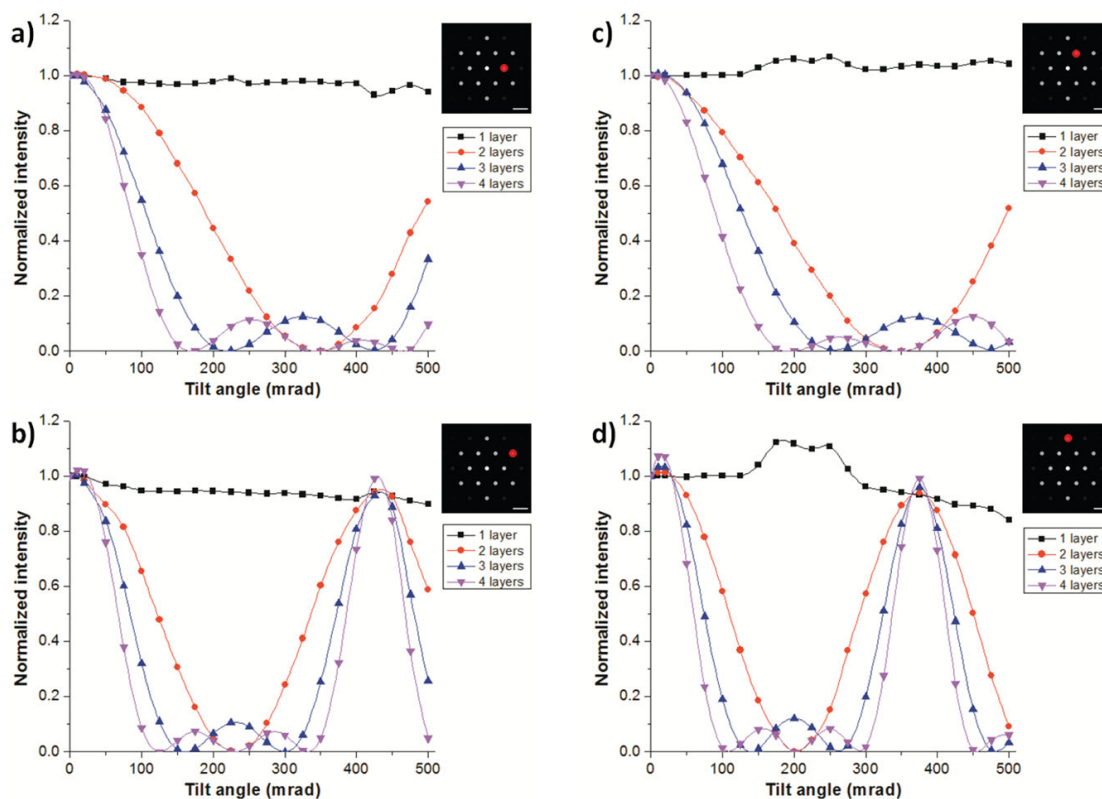 a)
1.2
1.0
0.8
0.6
0.4
0.2
0.0
Normalized intensity
0 100 200 300 400 500
Tilt angle (mrad)
1 layer
2 layers
3 layers
4 layers
c)
1.2
1.0
0.8
0.6
0.4
0.2
0.0
Normalized intensity
0 100 200 300 400 500
Tilt angle (mrad)
1 layer
2 layers
3 layers
4 layers
b)
1.2
1.0
0.8
0.6
0.4
0.2
0.0
Normalized intensity
0 100 200 300 400 500
Tilt angle (mrad)
1 layer
2 layers
3 layers
4 layers
d)
1.2
1.0
0.8
0.6
0.4
0.2
0.0
Normalized intensity
0 100 200 300 400 500
Tilt angle (mrad)
1 layer
2 layers
3 layers
4 layers